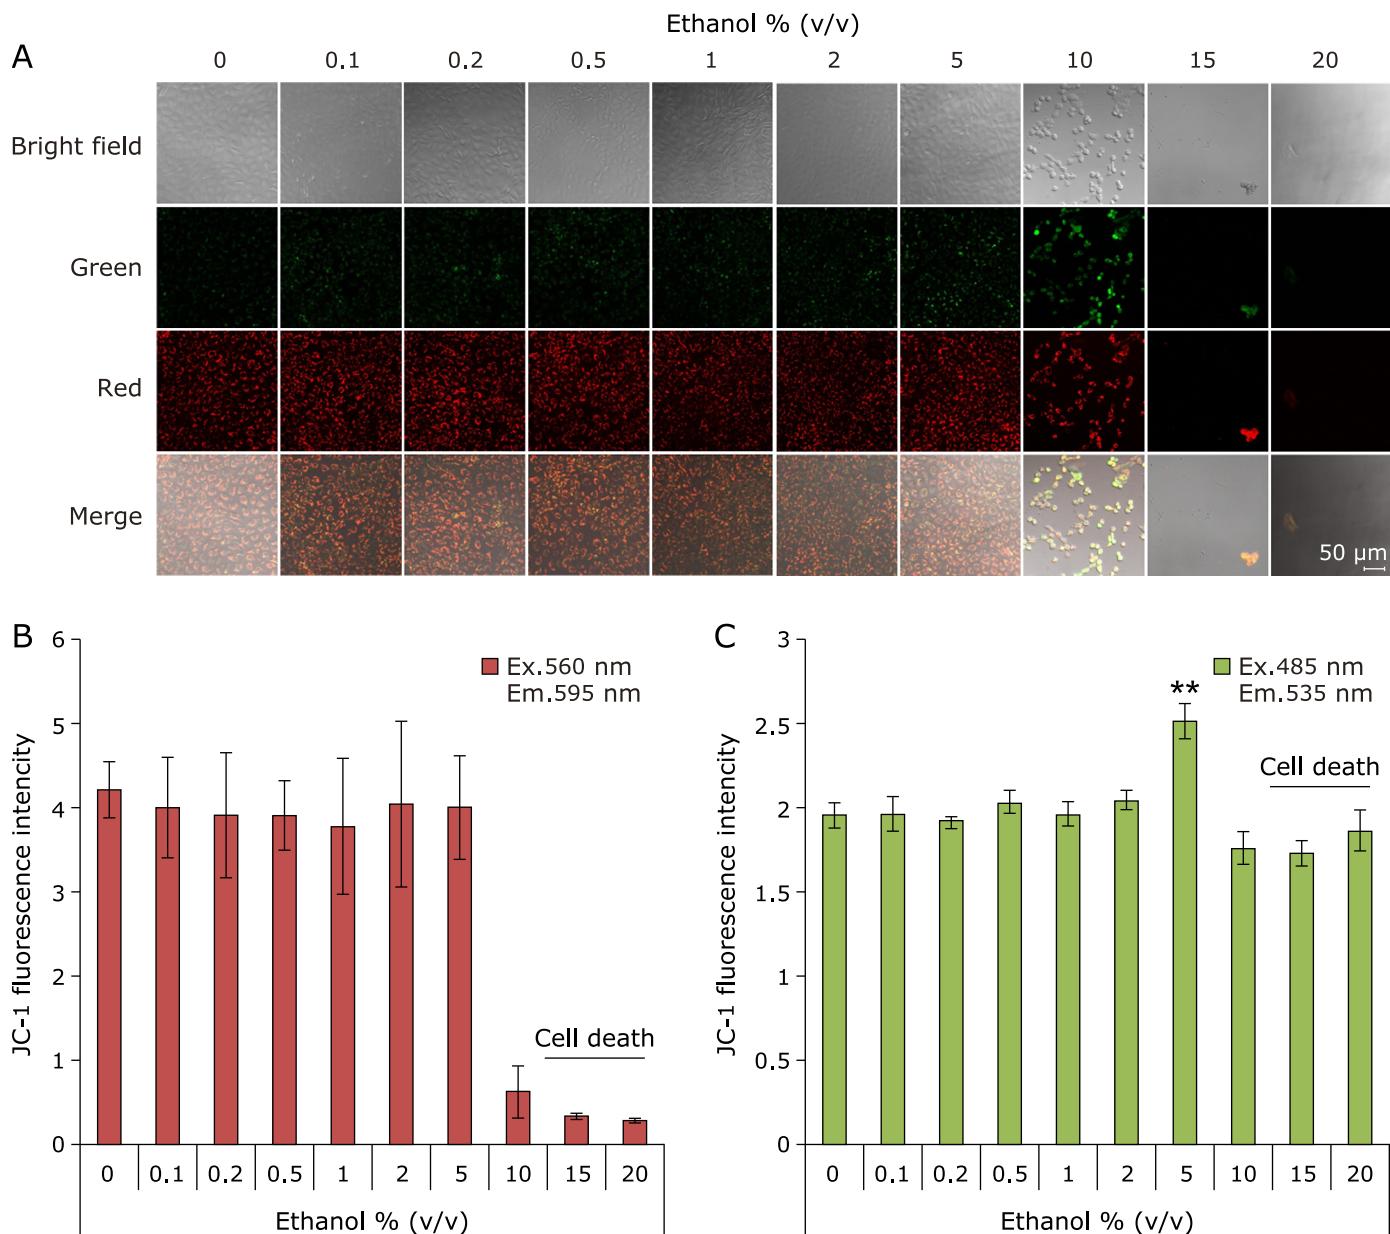 Ethanol % (v/v)
A
0 0.1 0.2 0.5 1 2 5 10 15 20
Bright field
Green
Red
Merge
50 µm
B
6
5
4
3
2
1
0
JC-1 fluorescence intencity
Ex.560 nm
Em.595 nm
Cell death
0 0.1 0.2 0.5 1 2 5 10 15 20
Ethanol % (v/v)
C
3
2.5
2
1.5
1
0.5
0
JC-1 fluorescence intencity
Ex.485 nm
Em.535 nm
**
Cell death
0 0.1 0.2 0.5 1 2 5 10 15 20
Ethanol % (v/v)